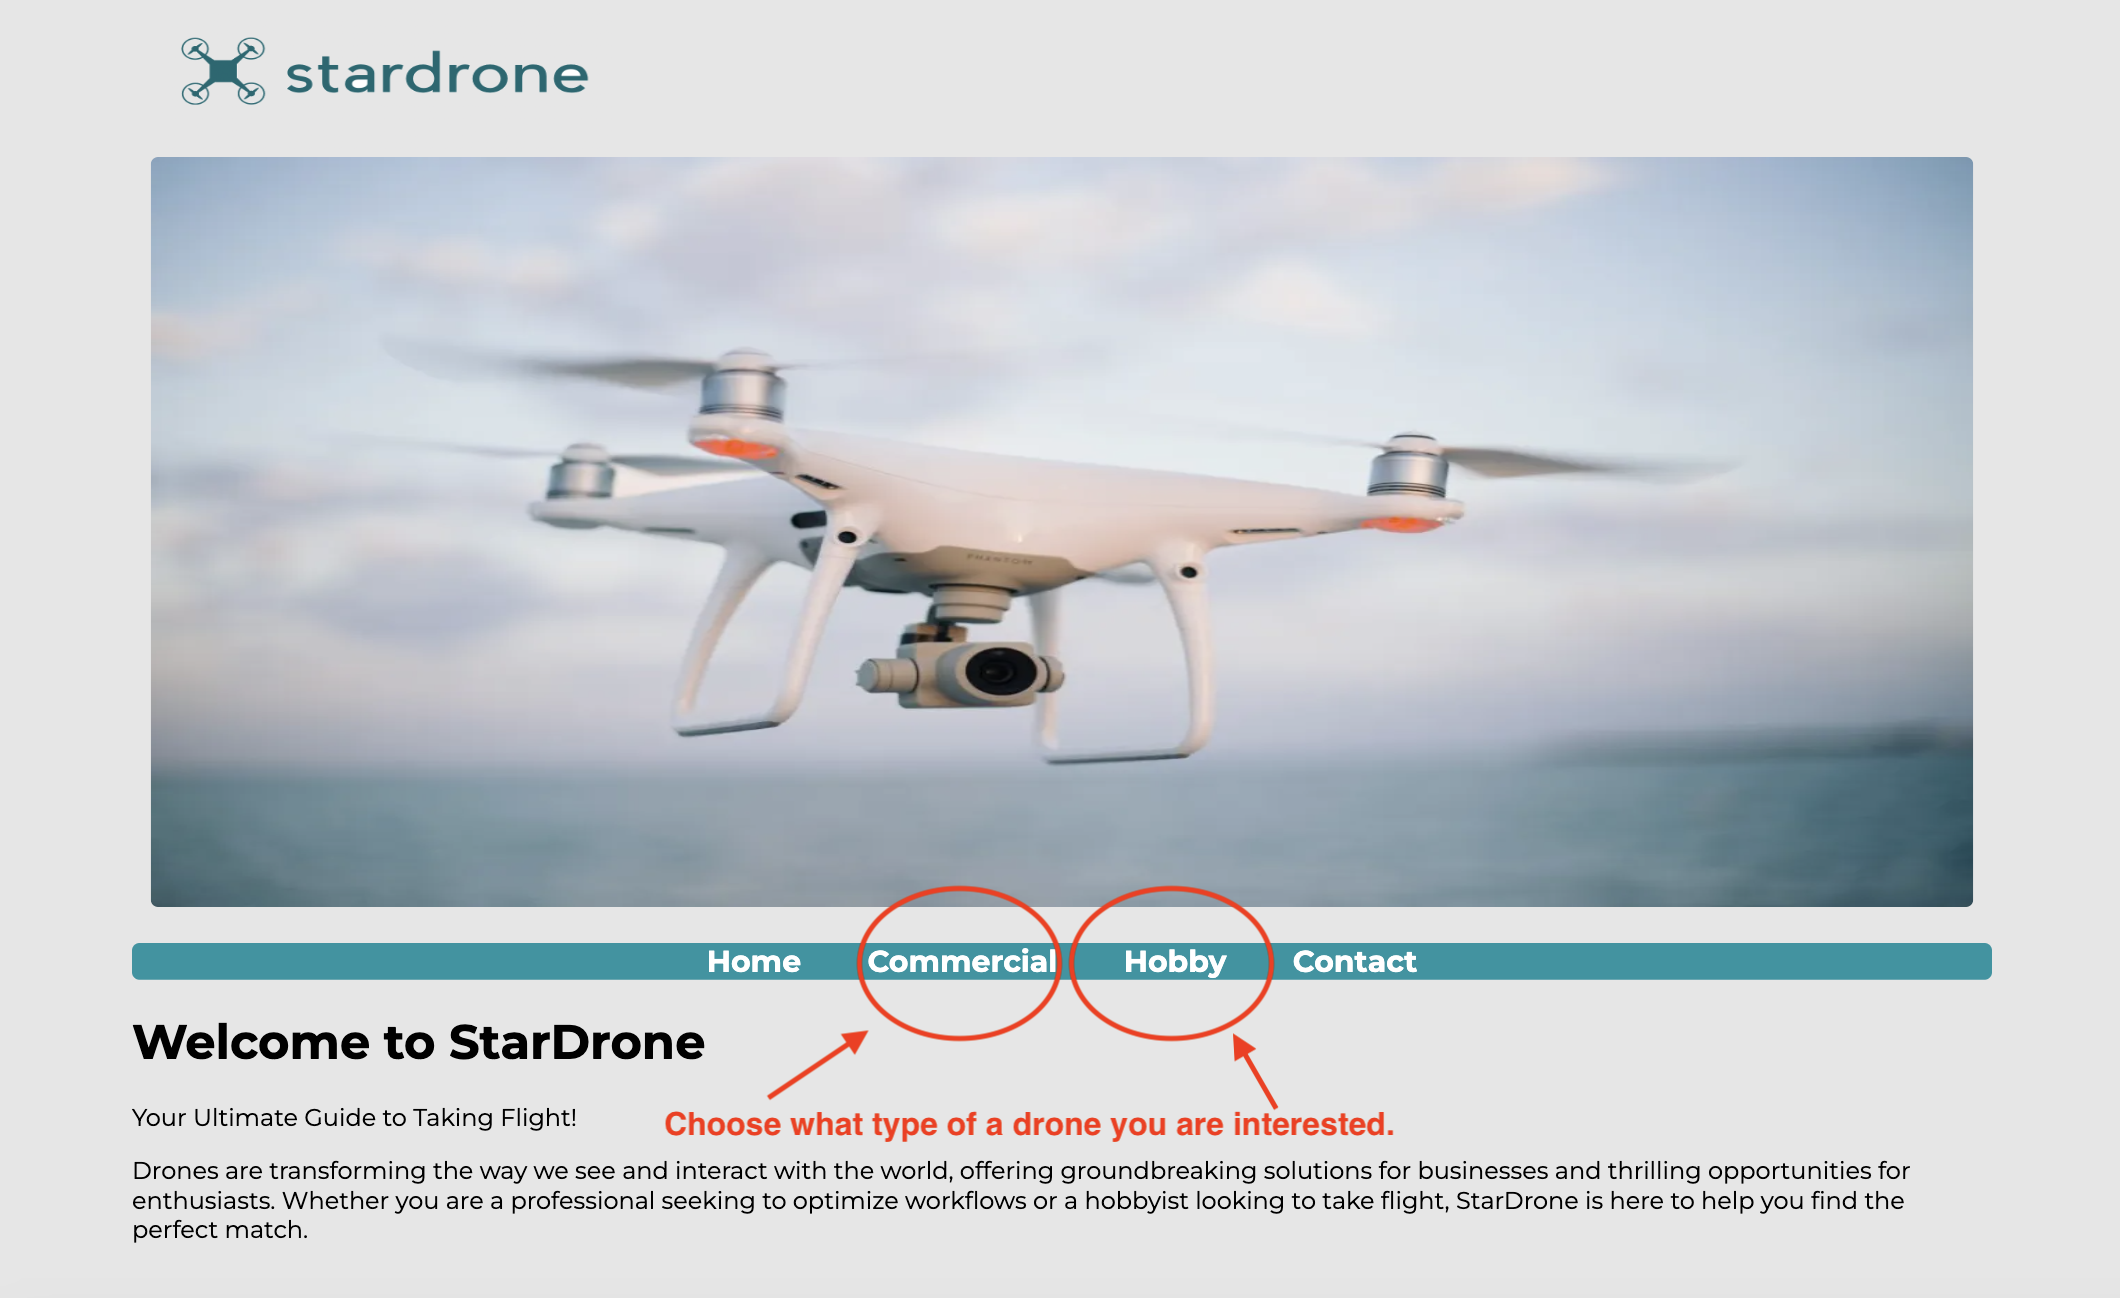 stardrone
PHANTOM
Home Commercial Hobby Contact
Welcome to StarDrone
Your Ultimate Guide to Taking Flight!
Choose what type of a drone you are interested.
Drones are transforming the way we see and interact with the world, offering groundbreaking solutions for businesses and thrilling opportunities for
enthusiasts. Whether you are a professional seeking to optimize workflows or a hobbyist looking to take flight, StarDrone is here to help you find the
perfect match.